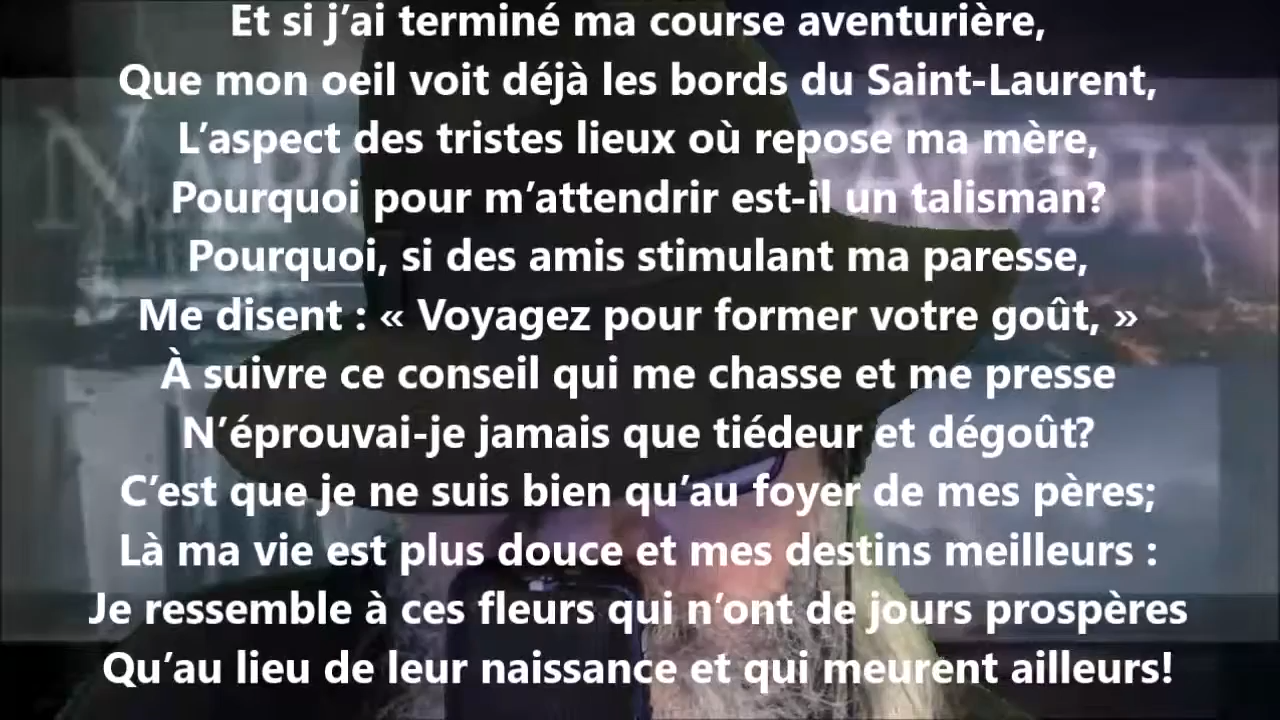 Et si j’ai terminé ma course aventurière,
Que mon oeil voit déjà les bords du Saint-Laurent,
L’aspect des tristes lieux où repose ma mère,
Pourquoi pour m’attendrir est-il un talisman?
Pourquoi, si des amis stimulant ma paresse,
Me disent : « Voyagez pour former votre goût, »
À suivre ce conseil qui me chasse et me presse
N’éprouvai-je jamais que tiédeur et dégoût?
C’est que je ne suis bien qu’au foyer de mes pères;
Là ma vie est plus douce et mes destins meilleurs :
Je ressemble à ces fleurs qui n’ont de jours prospères
Qu’au lieu de leur naissance et qui meurent ailleurs!